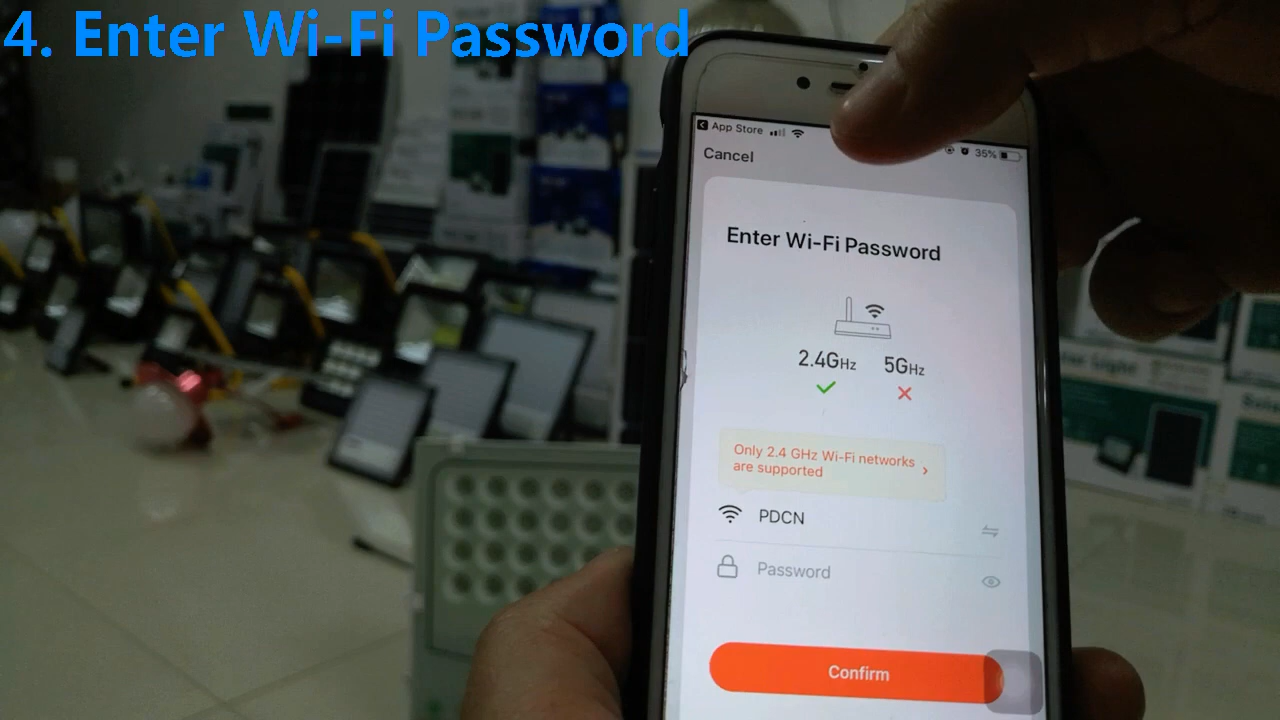 4. Enter Wi-Fi Password
App Store
35%
Cancel
Enter Wi-Fi Password
2.4GHz 5GHz
Only 2.4 GHz Wi-Fi networks
are supported
PDCN
Password
Confirm